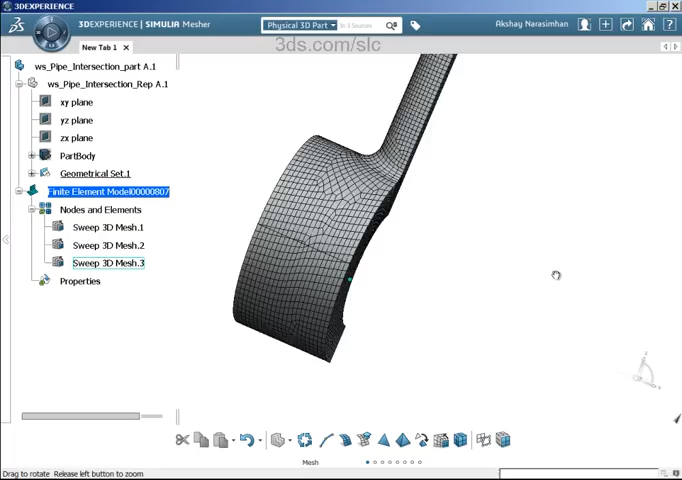 3DEXPERIENCE
3DEXPERIENCE | SIMULIA Mesher
Physical 3D Part
In 3 Sources
Akshay Narasimhan
New Tab 1
3ds.com/slc
ws_Pipe_Intersection_part A.1
ws_Pipe_Intersection_Rep A.1
xy plane
yz plane
zx plane
PartBody
Geometrical Set.1
Finite Element Model00000807
Nodes and Elements
Sweep 3D Mesh.1
Sweep 3D Mesh.2
Sweep 3D Mesh.3
Properties
Mesh
Drag to rotate Release left button to zoom